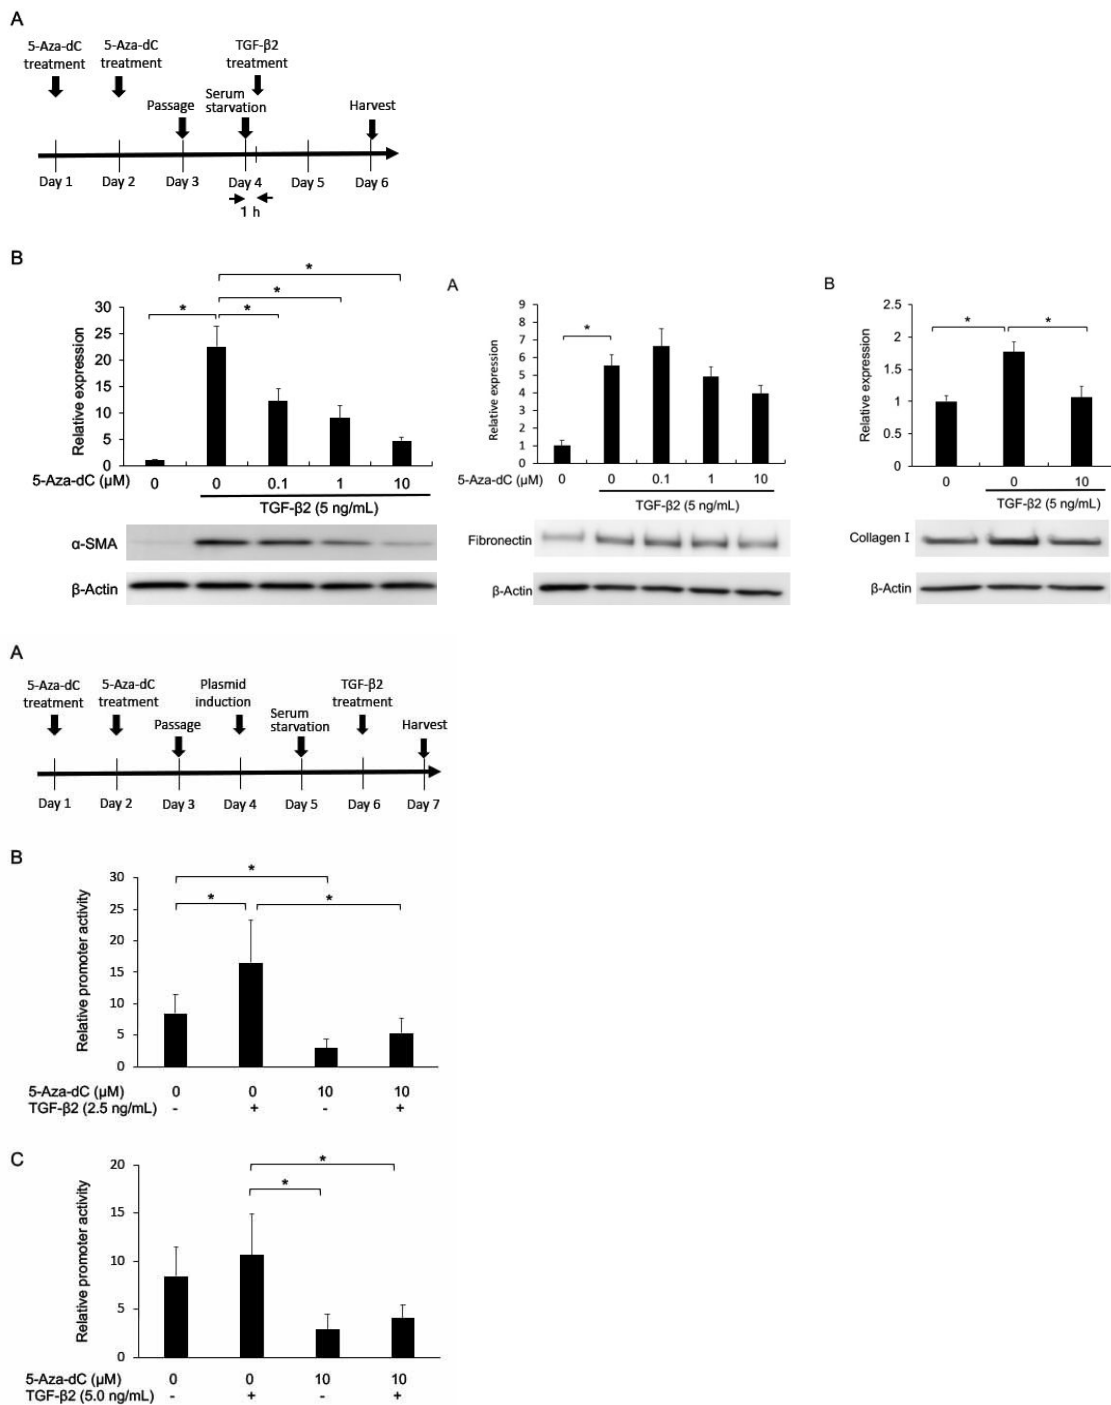 A
5-Aza-dC 5-Aza-dC TGF-β2
treatment treatment treatment
Serum
Passage starvation Harvest
Day 1 Day 2 Day 3 Day 4 Day 5 Day 6
1 h
B
* 
*
* *
30
25
20
15
10
5
0
Relative expression
5-Aza-dC (μM) 0 0 0.1 1 10
TGF-β2 (5 ng/mL)
α-SMA
β-Actin
A
*
9
8
7
6
5
4
3
2
1
0
Relative expression
5-Aza-dC (μM) 0 0 0.1 1 10
TGF-β2 (5 ng/mL)
Fibronectin
β-Actin
B
* *
2.5
2
1.5
1
0.5
0
Relative expression
0 0 10
TGF-β2 (5 ng/mL)
Collagen I
β-Actin
A
5-Aza-dC 5-Aza-dC Plasmid TGF-β2
treatment treatment induction treatment
Serum
Passage starvation Harvest
Day 1 Day 2 Day 3 Day 4 Day 5 Day 6 Day 7
B
*
* *
30
25
20
15
10
5
0
Relative promoter activity
5-Aza-dC (μM) 0 0 10 10
TGF-β2 (2.5 ng/mL) - + - +
C
*
*
20
15
10
5
0
Relative promoter activity
5-Aza-dC (μM) 0 0 10 10
TGF-β2 (5.0 ng/mL) - + - +